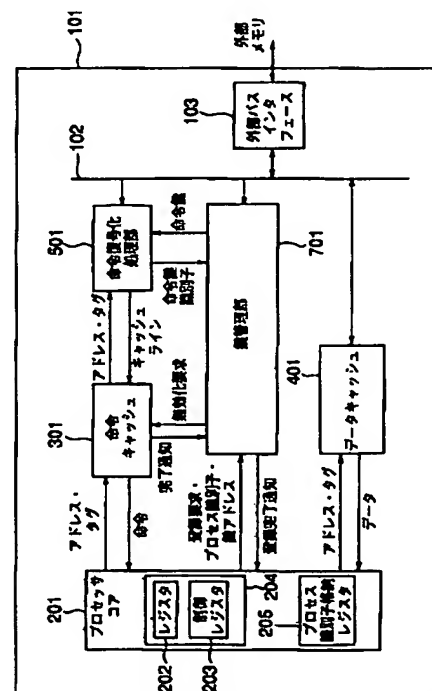 101
外部
メモリ
103
外部バス
インタ
フェース
102
501
命令復号化
処理部
命令鍵
命令鍵
識別子
701
鍵管理部
アドレス・タグ
キャッシュ
ライン
301
命令
キャッシュ
無効化要求
完了通知
401
データキャッシュ
アドレス・
タグ
命令
登録要求・
プロセス識別子・
鍵アドレス
登録完了通知
アドレス・タグ
データ
201
プロセッサ
コア
レジスタ
制御
レジスタ
204
202
203
205
プロセス
識別子格納
レジスタ